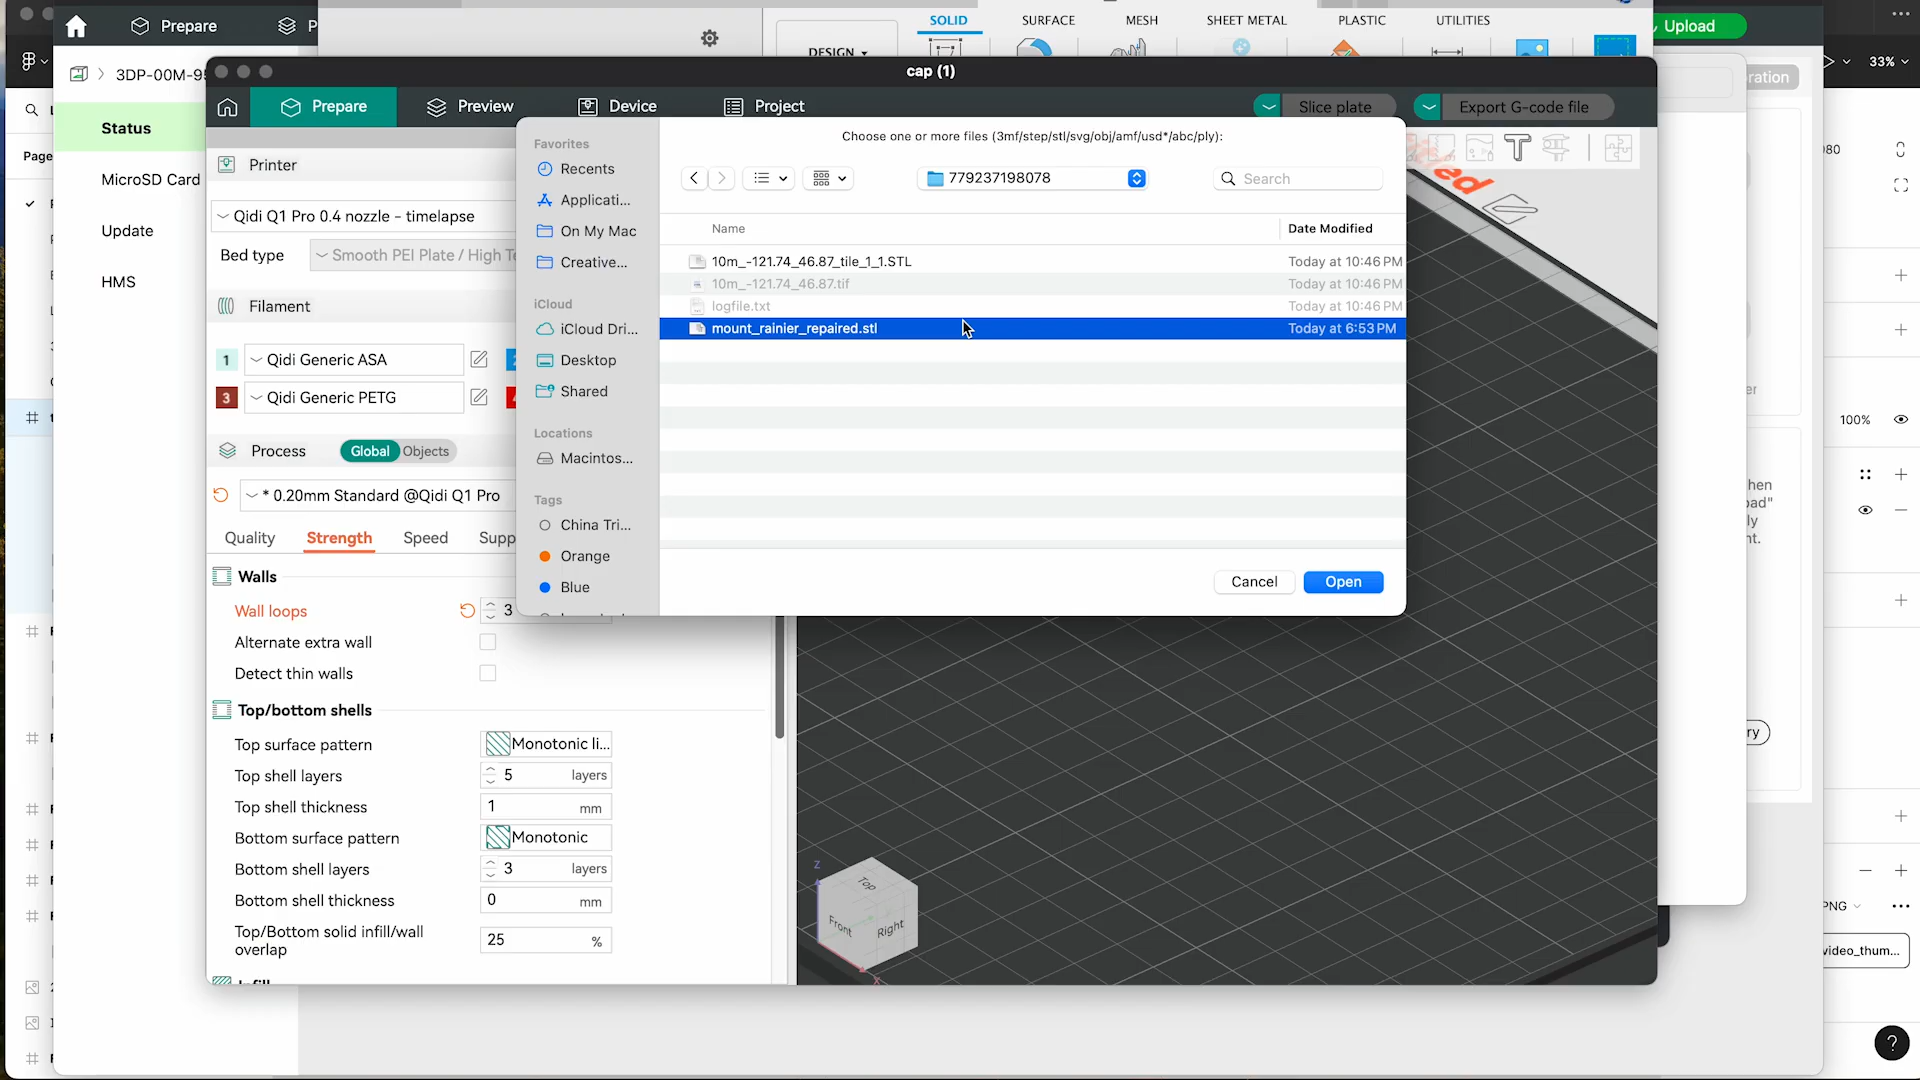 Prepare
SOLID
SURFACE
MESH
SHEET METAL
PLASTIC
UTILITIES
DESIGN
Upload
33%
3DP-00M-95
cap (1)
Prepare
Preview
Device
Project
Slice plate
Export G-code file
Status
MicroSD Card
Update
HMS
Page
Printer
Qidi Q1 Pro 0.4 nozzle - timelapse
Bed type
Smooth PEI Plate / High Te
Filament
1
Qidi Generic ASA
3
Qidi Generic PETG
Process
Global
Objects
* 0.20mm Standard @Qidi Q1 Pro
Quality
Strength
Speed
Supp
Walls
Wall loops
3
Alternate extra wall
Detect thin walls
Top/bottom shells
Top surface pattern
Monotonic li...
Top shell layers
5
layers
Top shell thickness
1
mm
Bottom surface pattern
Monotonic
Bottom shell layers
3
layers
Bottom shell thickness
0
mm
Top/Bottom solid infill/wall
overlap
25
%
Choose one or more files (3mf/step/stl/svg/obj/amf/usd*/abc/ply):
Favorites
Recents
Applicati...
On My Mac
Creative...
iCloud
iCloud Dri...
Desktop
Shared
Locations
Macintos...
Tags
China Tri...
Orange
Blue
779237198078
Search
Name
Date Modified
10m_-121.74_46.87_tile_1_1.STL
Today at 10:46 PM
10m_-121.74_46.87.tif
Today at 10:46 PM
logfile.txt
Today at 10:46 PM
mount_rainier_repaired.stl
Today at 6:53 PM
Cancel
Open
Top
Front
Right
Z
100%
PNG
video_thum...
?